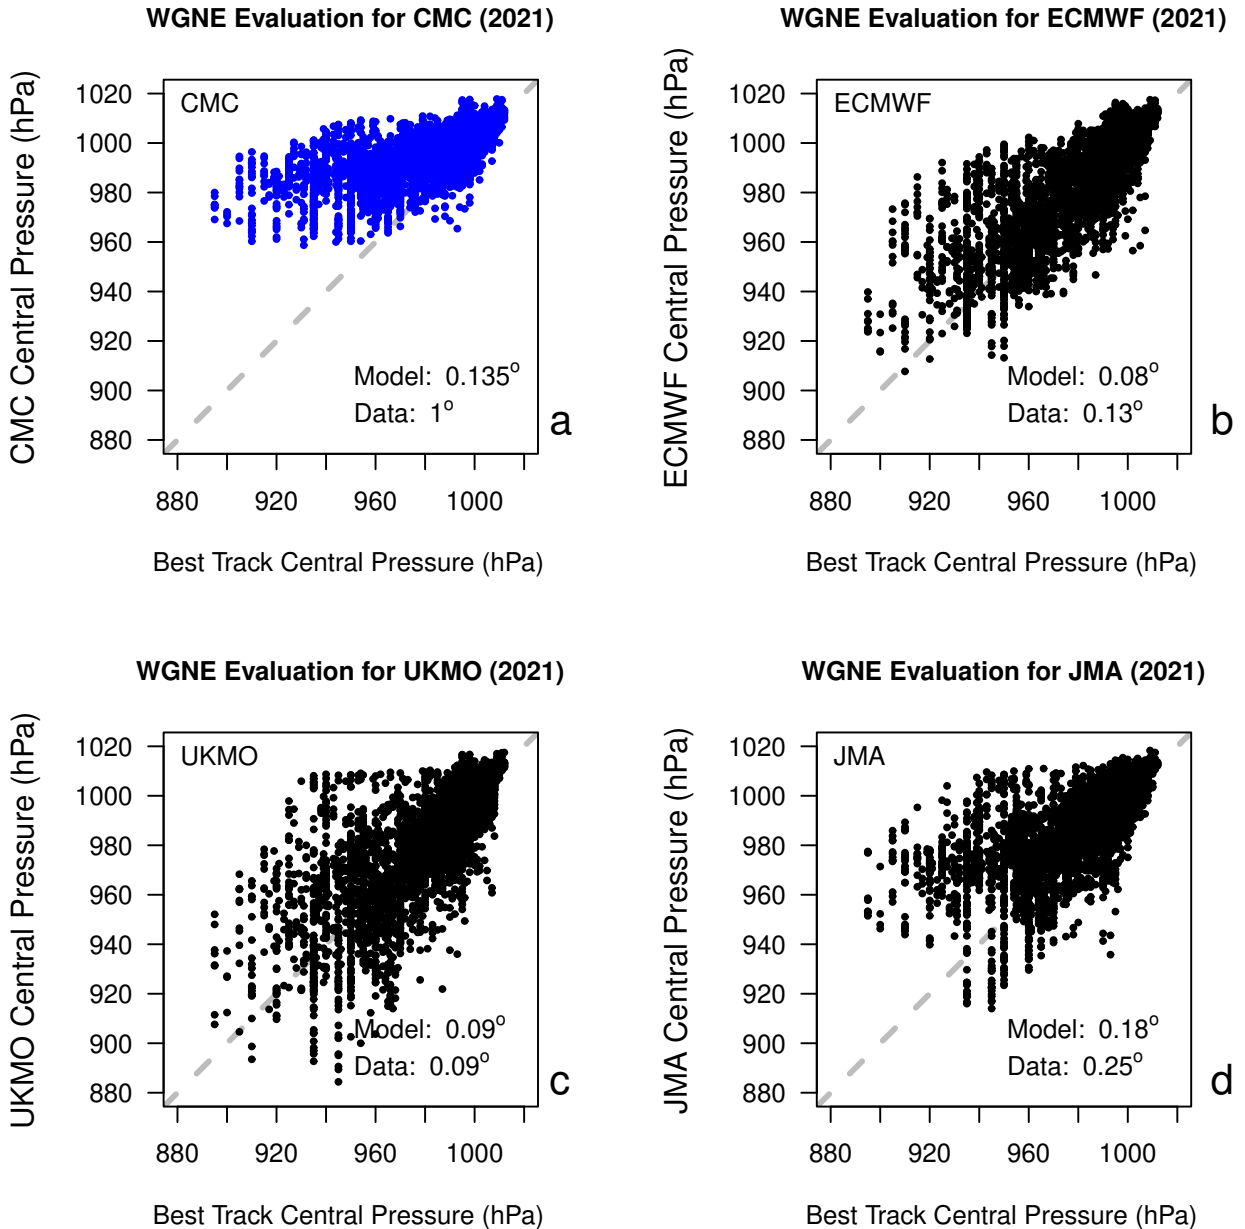 WGNE Evaluation for CMC (2021)
CMC Central Pressure (hPa)
1020
1000
980
960
940
920
900
880
CMC
Model: 0.135°
Data: 1°
a
880 920 960 1000
Best Track Central Pressure (hPa)
WGNE Evaluation for ECMWF (2021)
ECMWF Central Pressure (hPa)
1020
1000
980
960
940
920
900
880
ECMWF
Model: 0.08°
Data: 0.13°
b
880 920 960 1000
Best Track Central Pressure (hPa)
WGNE Evaluation for UKMO (2021)
UKMO Central Pressure (hPa)
1020
1000
980
960
940
920
900
880
UKMO
Model: 0.09°
Data: 0.09°
c
880 920 960 1000
Best Track Central Pressure (hPa)
WGNE Evaluation for JMA (2021)
JMA Central Pressure (hPa)
1020
1000
980
960
940
920
900
880
JMA
Model: 0.18°
Data: 0.25°
d
880 920 960 1000
Best Track Central Pressure (hPa)